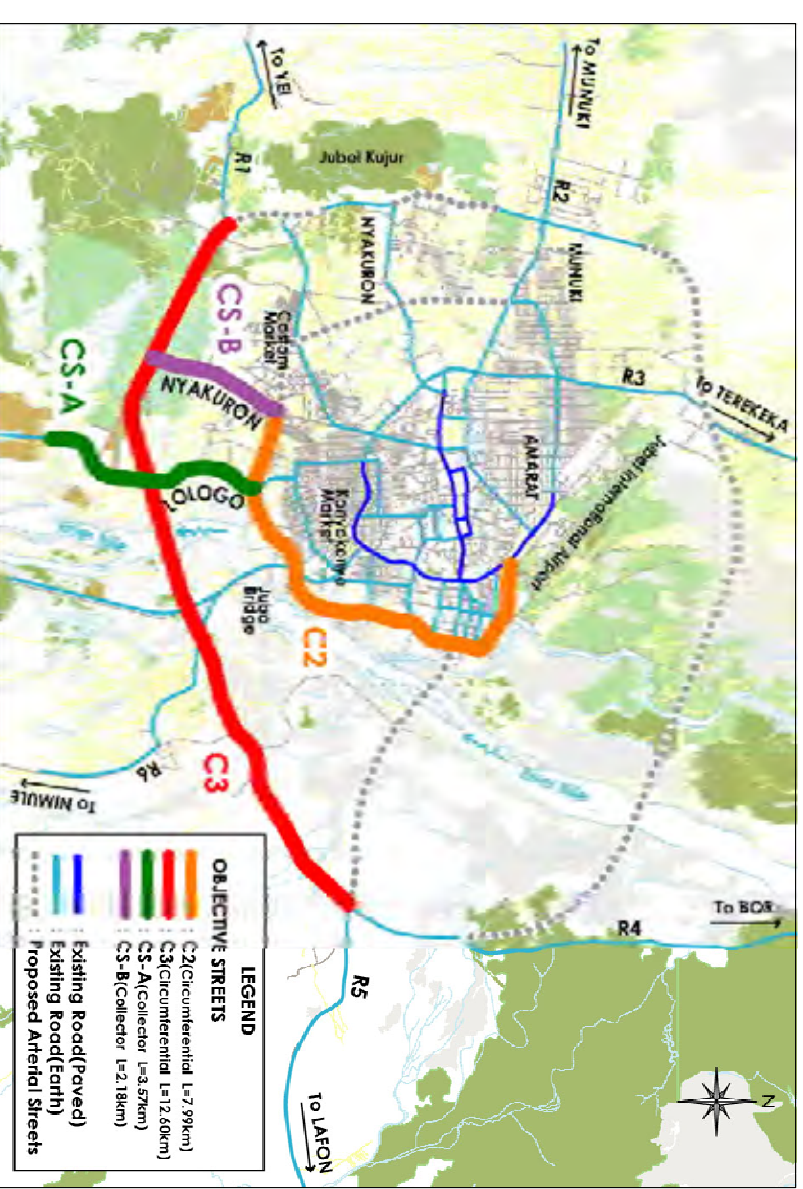 To YEI
R1
Jubel Kujur
To MUNUKI
R2
MUNUKI
NYAKURON
R3
To TEREKEKA
Custom
Market
CS-B
NYAKURON
CS-A
LOLOGO
Konyokonyo
Market
AMARAT
Juba International Airport
Juba
Bridge
C2
C3
R6
To NIMULE
To BOR
R4
R5
To LAFON
N
LEGEND
OBJECTIVE STREETS
: C2(Circumferential L=7.99km)
: C3(Circumferential L=12.60km)
: CS-A(Collector L=3.57km)
: CS-B(Collector L=2.18km)
: Existing Road(Paved)
: Existing Road(Earth)
: Proposed Arterial Streets